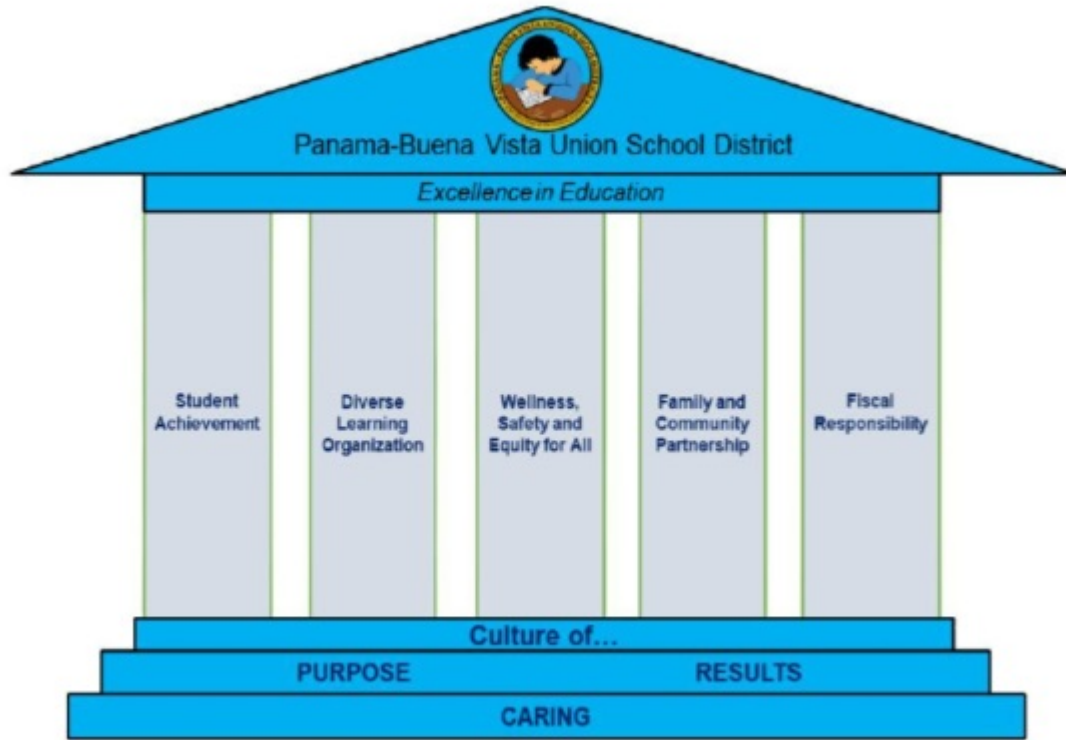 Panama-Buena Vista Union School District
Excellence in Education
Student
Achievement
Diverse
Learning
Organization
Wellness,
Safety and
Equity for All
Family and
Community
Partnership
Fiscal
Responsibility
Culture of...
PURPOSE RESULTS
CARING